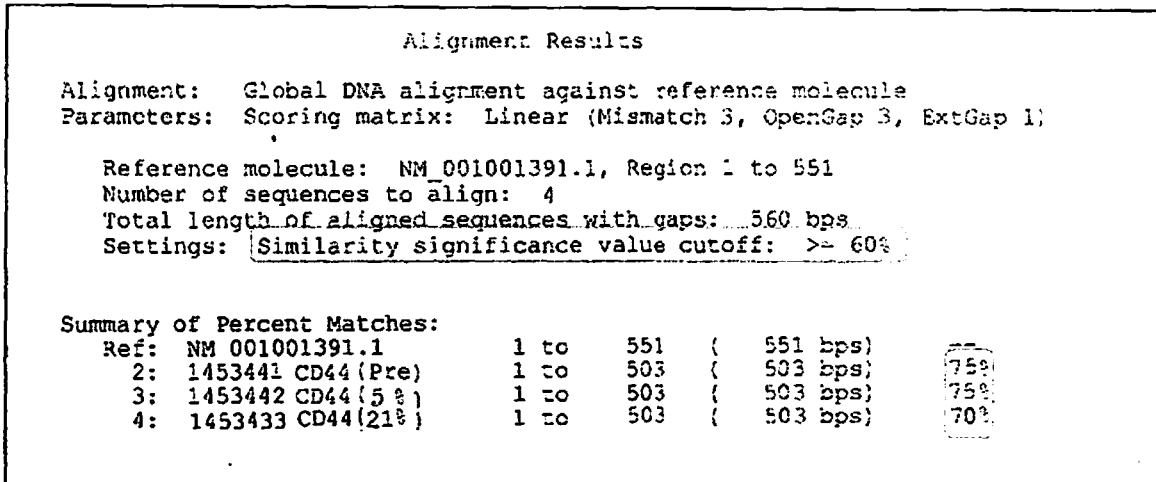 Alignment Results
Alignment: Global DNA alignment against reference molecule
Parameters: Scoring matrix: Linear (Mismatch 3, OpenGap 3, ExtGap 1)
Reference molecule: NM_001001391.1, Region 1 to 551
Number of sequences to align: 4
Total length of aligned sequences with gaps: 560 bps
Settings: Similarity significance value cutoff: >= 60%
Summary of Percent Matches:
Ref: NM 001001391.1 1 to 551 ( 551 bps) --
2: 1453441 CD44 (Pre) 1 to 503 ( 503 bps) 75%
3: 1453442 CD44 (5 %) 1 to 503 ( 503 bps) 75%
4: 1453433 CD44 (21%) 1 to 503 ( 503 bps) 70%